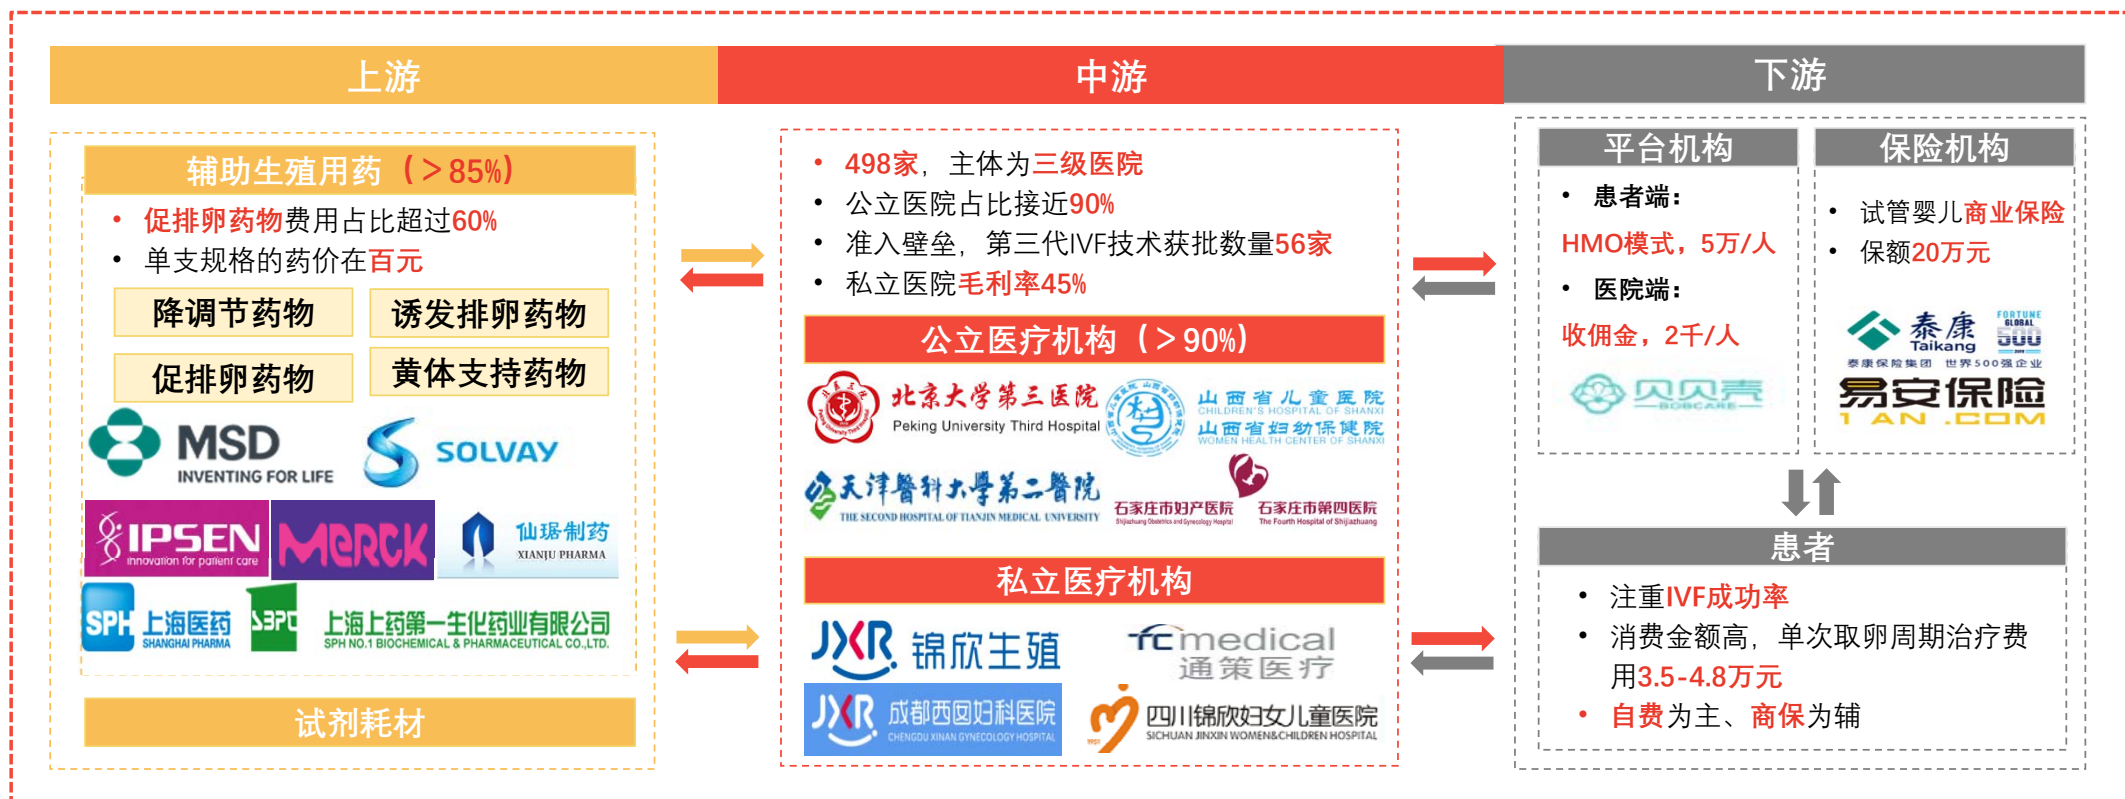 上游
中游
下游
辅助生殖用药（＞85%）
• 促排卵药物费用占比超过60%
• 单支规格的药价在百元
降调节药物
诱发排卵药物
促排卵药物
黄体支持药物
MSD
INVENTING FOR LIFE
SOLVAY
IPSEN
Innovation for patient care
MERCK
仙琚制药
XIANJU PHARMA
SPH
上海医药
SHANGHAI PHARMA
上海上药第一生化药业有限公司
SPH NO.1 BIOCHEMICAL & PHARMACEUTICAL CO.,LTD.
试剂耗材
• 498家，主体为三级医院
• 公立医院占比接近90%
• 准入壁垒，第三代IVF技术获批数量56家
• 私立医院毛利率45%
公立医疗机构（＞90%）
北京大学第三医院
Peking University Third Hospital
山西省儿童医院
CHILDREN'S HOSPITAL OF SHANXI
山西省妇幼保健院
WOMEN HEALTH CENTER OF SHANXI
天津醫科大學第二醫院
THE SECOND HOSPITAL OF TIANJIN MEDICAL UNIVERSITY
石家庄市妇产医院
Shijiazhuang Obstetrics and Gynecology Hospital
石家庄市第四医院
The Fourth Hospital of Shijiazhuang
私立医疗机构
JXR 锦欣生殖
TCmedical
通策医疗
JXR
成都西囡妇科医院
CHENGDU XINAN GYNECOLOGY HOSPITAL
1951
四川锦欣妇女儿童医院
SICHUAN JINXIN WOMEN&CHILDREN HOSPITAL
平台机构
• 患者端：
HMO模式，5万/人
• 医院端：
收佣金，2千/人
贝贝壳
BOBCARE
保险机构
• 试管婴儿商业保险
• 保额20万元
泰康
Taikang
FORTUNE
GLOBAL
500
泰康保险集团 世界500强企业
易安保险
1AN.COM
患者
• 注重IVF成功率
• 消费金额高，单次取卵周期治疗费
用3.5-4.8万元
• 自费为主、商保为辅